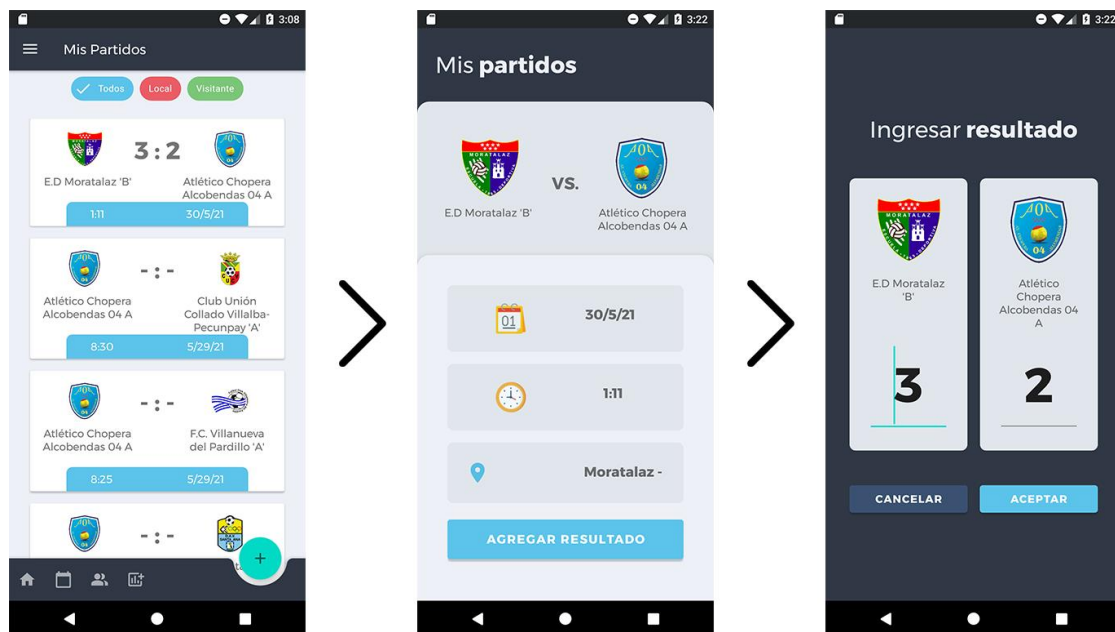 3:08
Mis Partidos
Todos
Local
Visitante
3 : 2
E.D Moratalaz 'B'
Atlético Chopera
Alcobendas 04 A
1:11
30/5/21
- : -
Atlético Chopera
Alcobendas 04 A
Club Unión
Collado Villalba-
Pecunpay 'A'
8:30
5/29/21
- : -
Atlético Chopera
Alcobendas 04 A
F.C. Villanueva
del Pardillo 'A'
8:25
5/29/21
- : -
+
3:22
Mis partidos
MORATALAZ
04
E.D Moratalaz 'B'
VS.
Atlético Chopera
Alcobendas 04 A
01
30/5/21
1:11
Moratalaz -
AGREGAR RESULTADO
3:22
Ingresar resultado
MORATALAZ
04
E.D Moratalaz
'B'
Atlético
Chopera
Alcobendas 04
A
3
2
CANCELAR
ACEPTAR